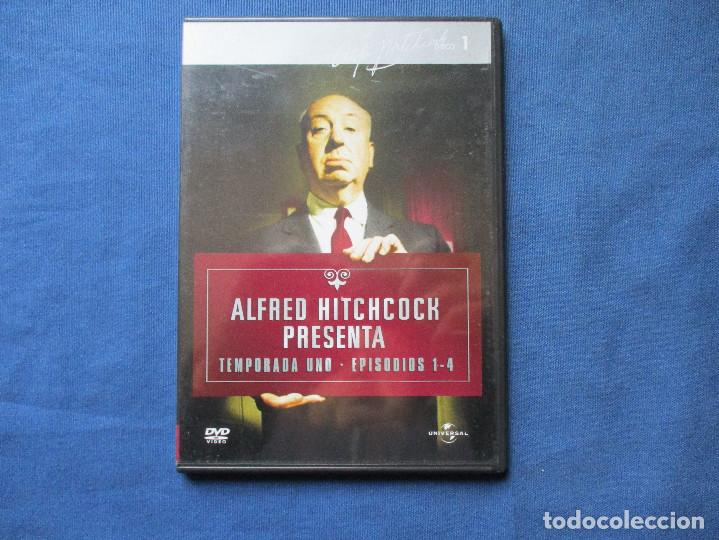 DISCO 1
ALFRED HITCHCOCK
PRESENTA
TEMPORADA UNO · EPISODIOS 1-4
DVD
VIDEO
UNIVERSAL
todocoleccion